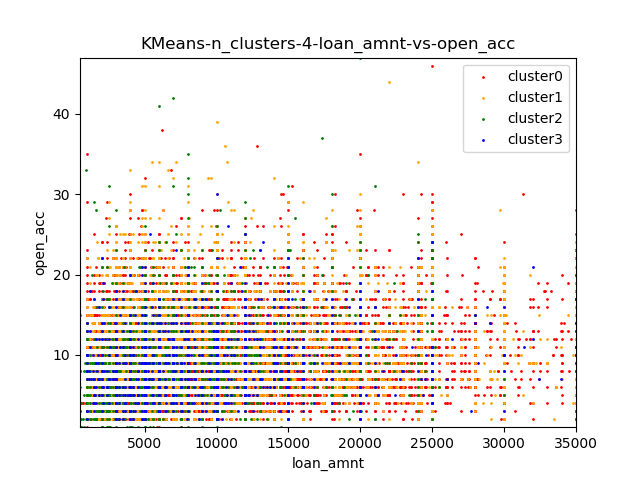 KMeans-n_clusters-4-loan_amnt-vs-open_acc
cluster0
cluster1
cluster2
cluster3
40
30
20
10
open_acc
5000 10000 15000 20000 25000 30000 35000
loan_amnt